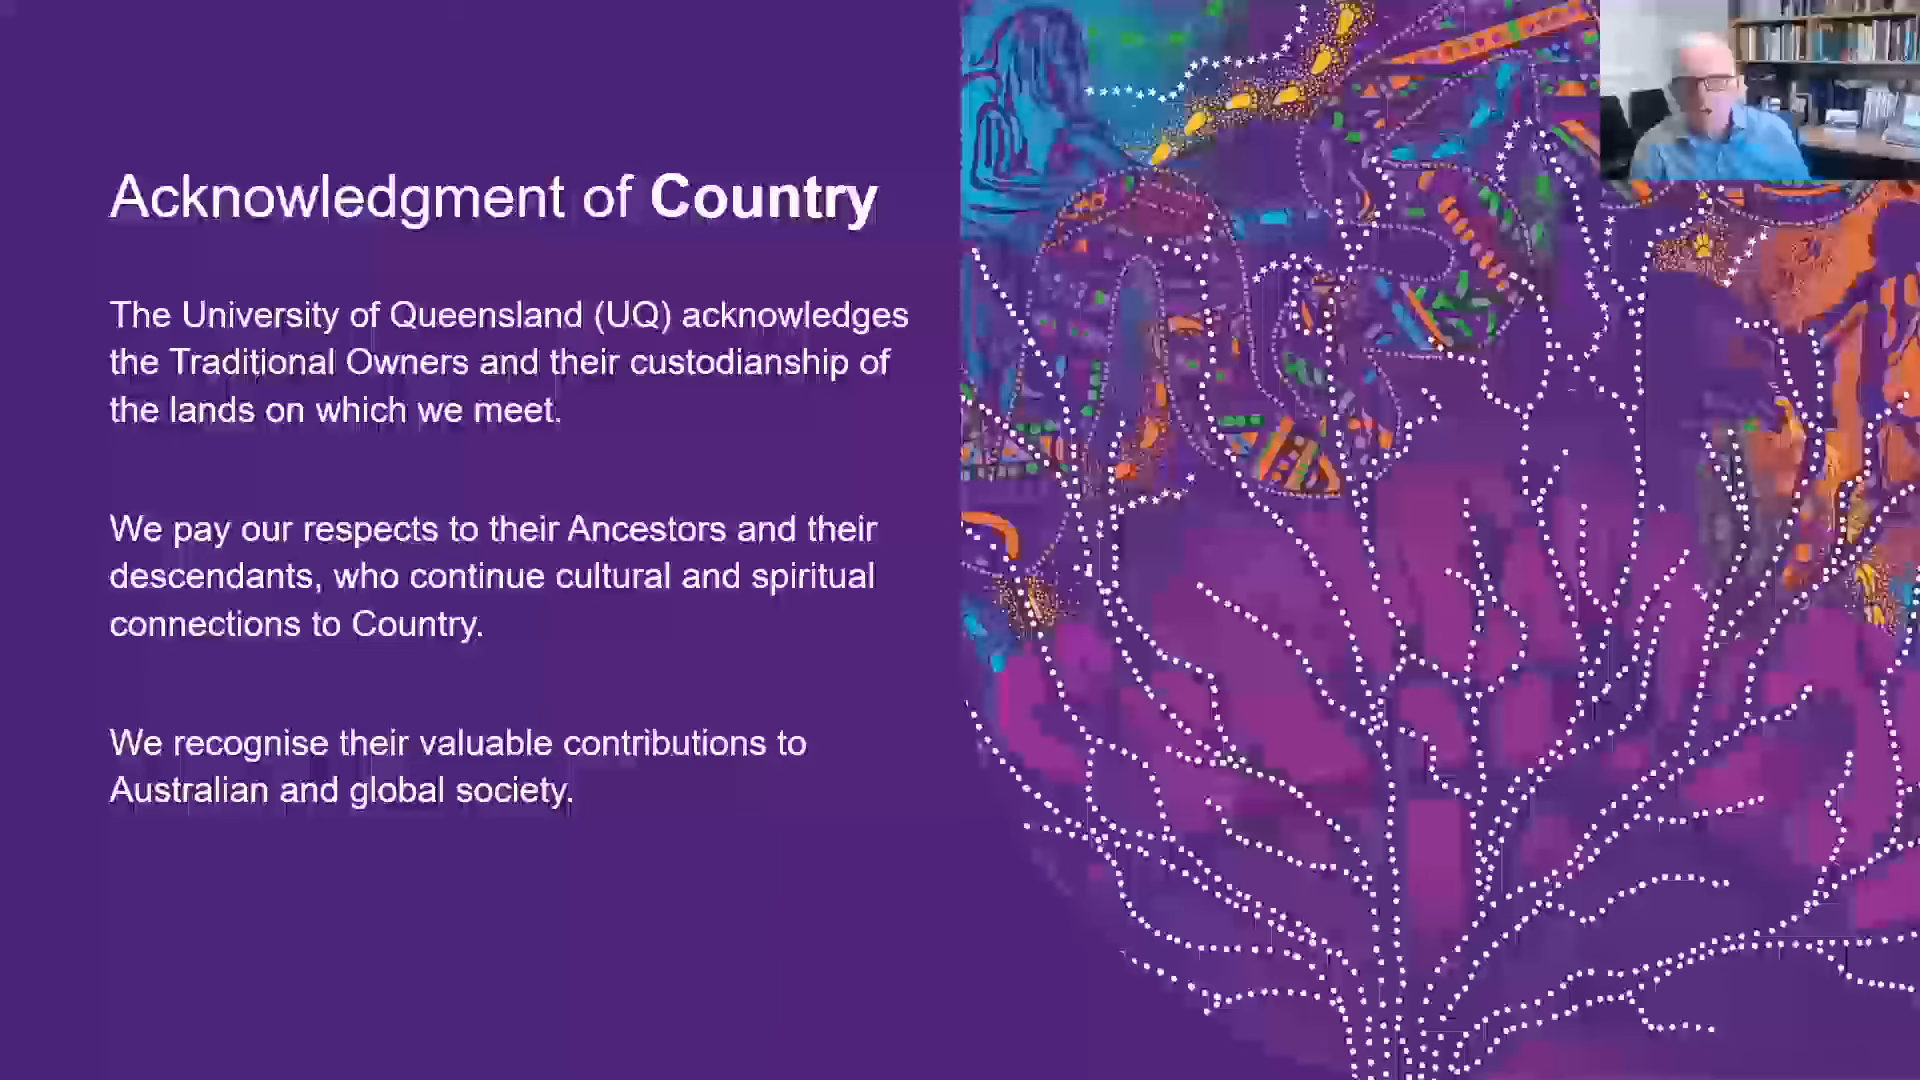 Acknowledgment of Country
The University of Queensland (UQ) acknowledges
the Traditional Owners and their custodianship of
the lands on which we meet.
We pay our respects to their Ancestors and their
descendants, who continue cultural and spiritual
connections to Country.
We recognise their valuable contributions to
Australian and global society.